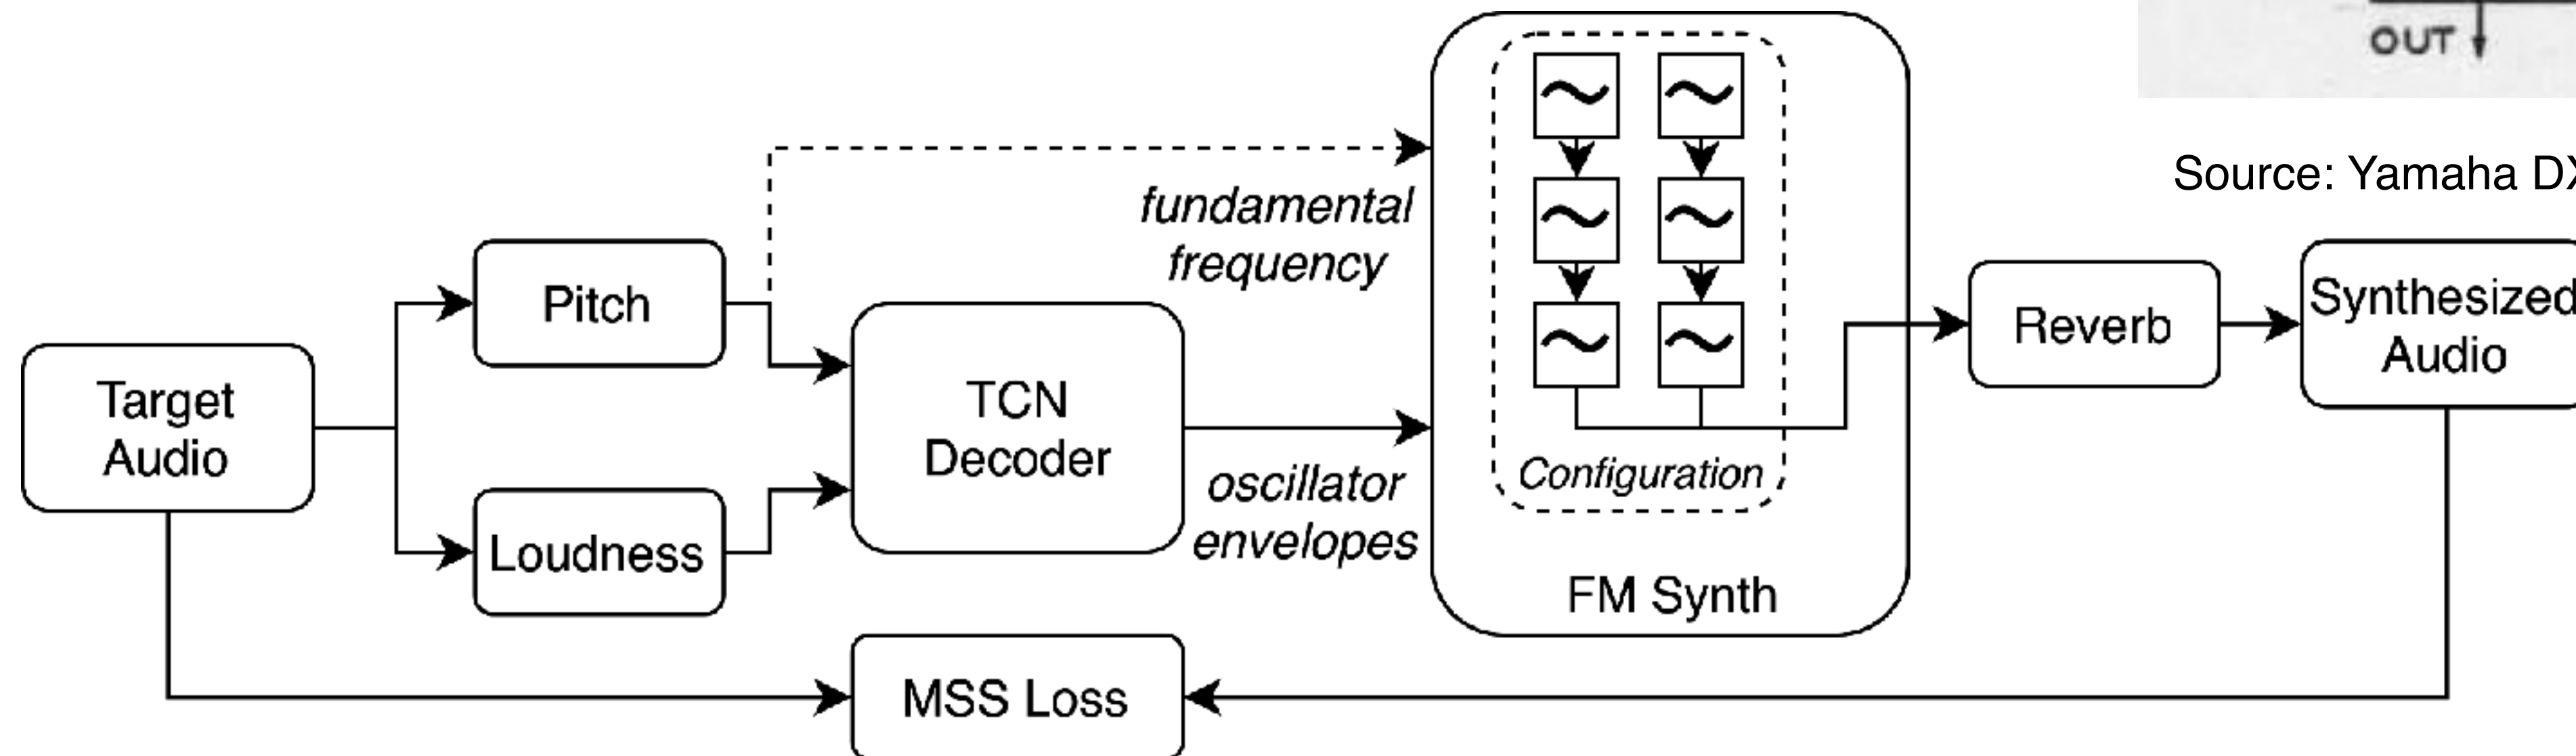 OUT
Source: Yamaha
fundamental
frequency
Pitch
Synthesized
Audio
Reverb
Target
Audio
TCN
Decoder
Configuration
oscillator
envelopes
Loudness
FM Synth
MSS Loss